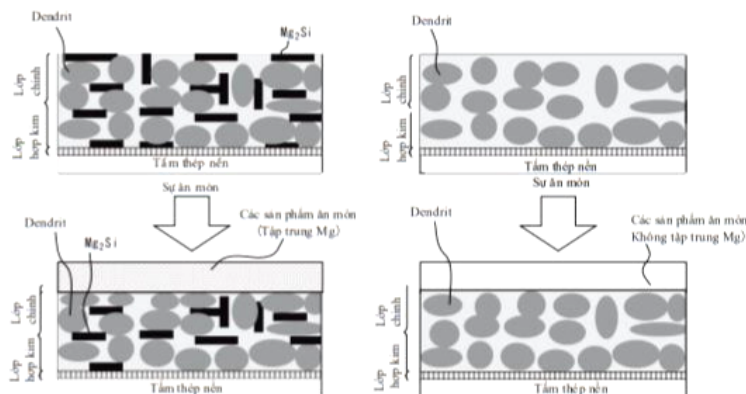 Dendrit
Mg₂Si
Lớp chính
Lớp hợp kim
Tấm thép nền
Sự ăn mòn
Dendrit
Lớp chính
Lớp hợp kim
Tấm thép nền
Sự ăn mòn
Dendrit
Mg₂Si
Các sản phẩm ăn mòn
(Tập trung Mg)
Lớp chính
Lớp hợp kim
Tấm thép nền
Dendrit
Các sản phẩm ăn mòn
Không tập trung Mg)
Lớp chính
Lớp hợp kim
Tấm thép nền